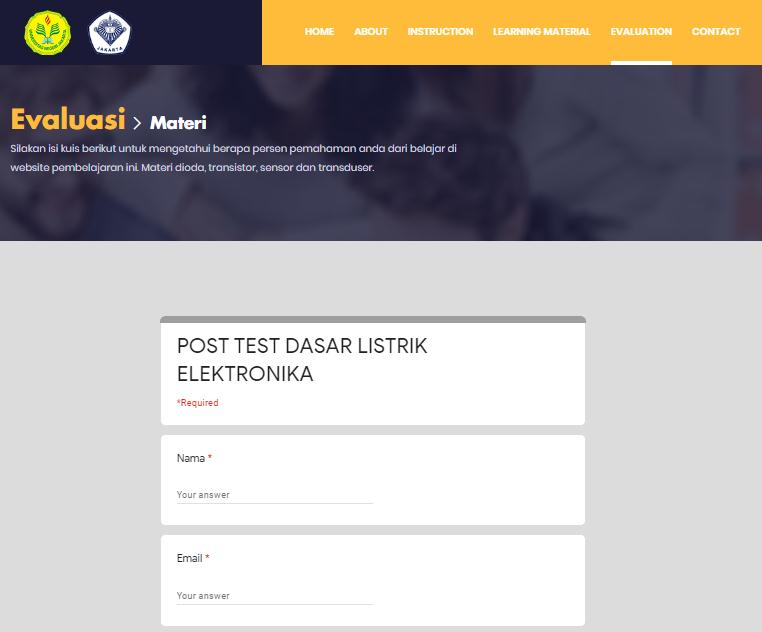 JAKARTA
HOME
ABOUT
INSTRUCTION
LEARNING MATERIAL
EVALUATION
CONTACT
Evaluasi > Materi
Silakan isi kuis berikut untuk mengetahui berapa persen pemahaman anda dari belajar di
website pembelajaran ini. Materi dioda, transistor, sensor dan transduser.
POST TEST DASAR LISTRIK
ELEKTRONIKA
*Required
Nama *
Your answer
Email *
Your answer